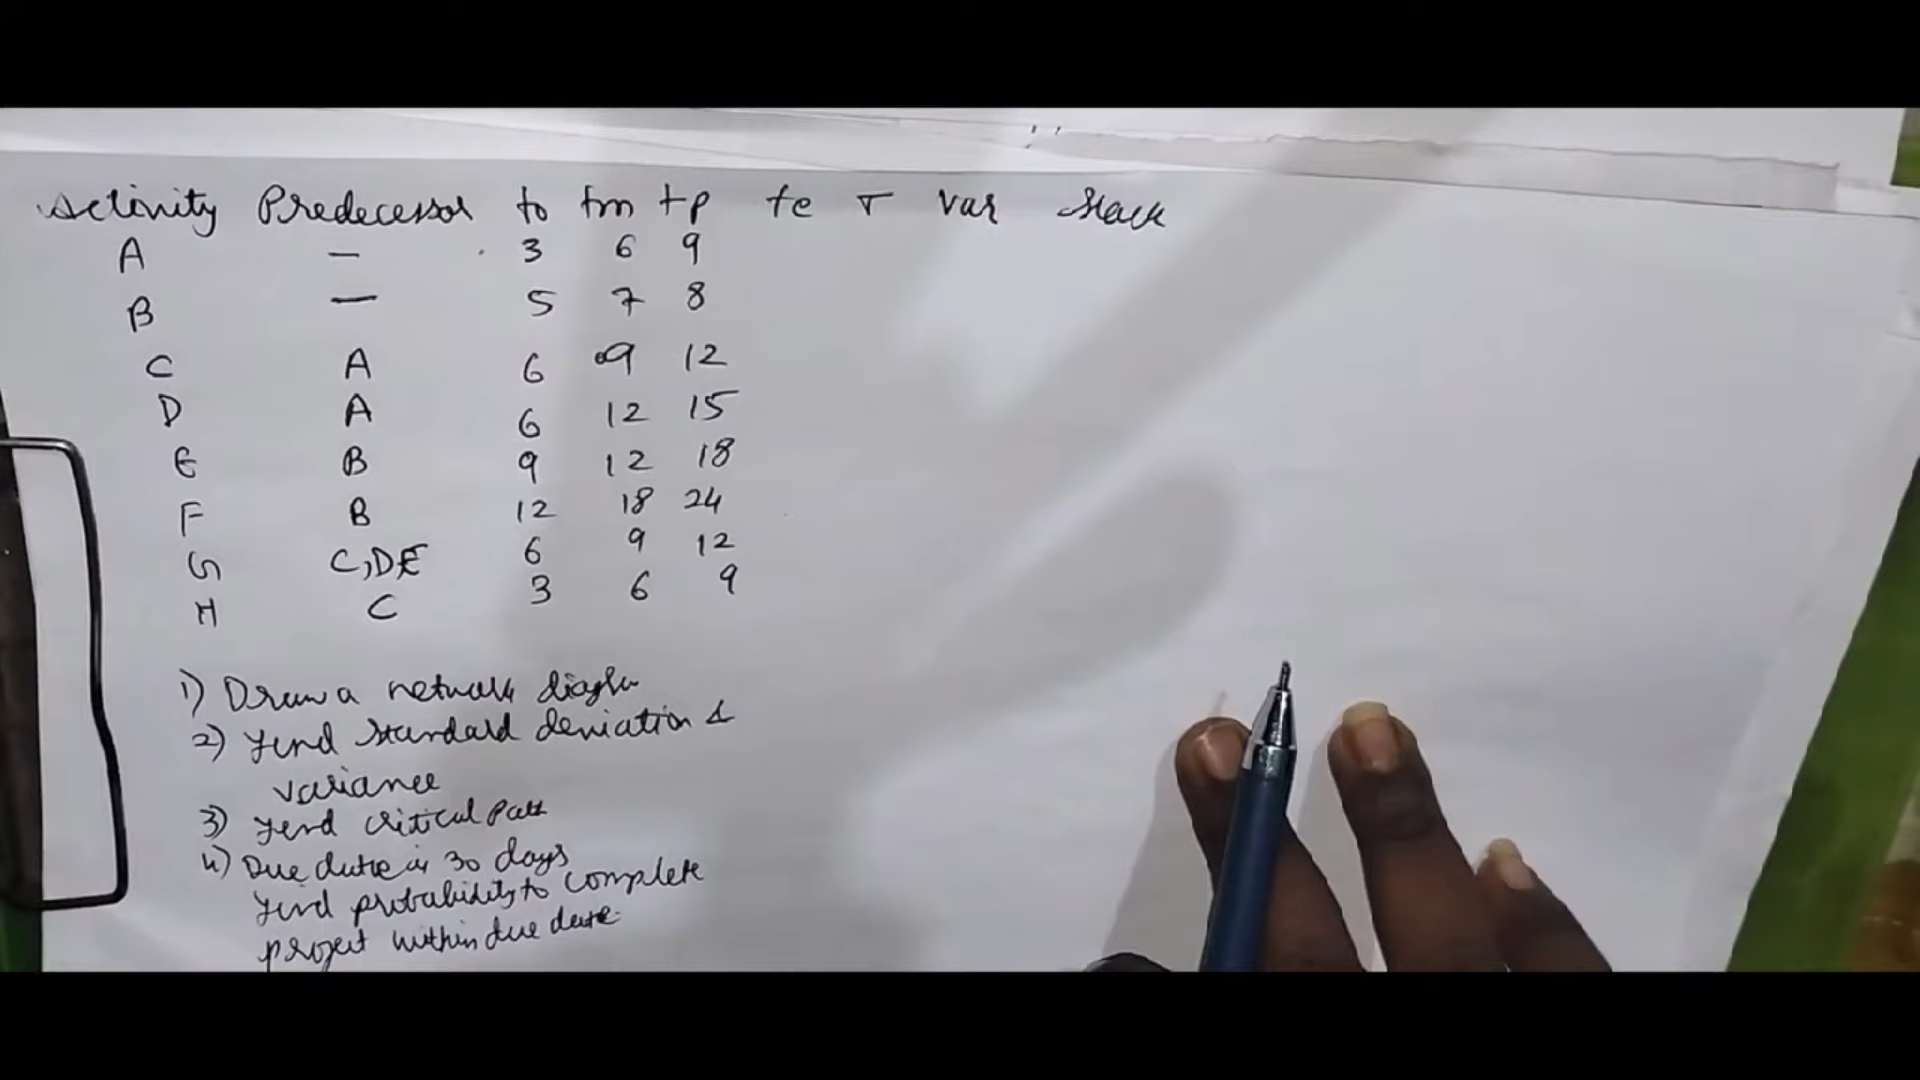 Activity Predecessor to tm tp te σ var slack
A — 3 6 9
B — 5 7 8
C A 6 9 12
D A 6 12 15
E B 9 12 18
F B 12 18 24
G C,D,E 6 9 12
H C 3 6 9
1) Draw a network
2) Find standard deviation &
variance
3) Find critical Path
4) Due date is 30 days
Find probability to complete
project within due date.